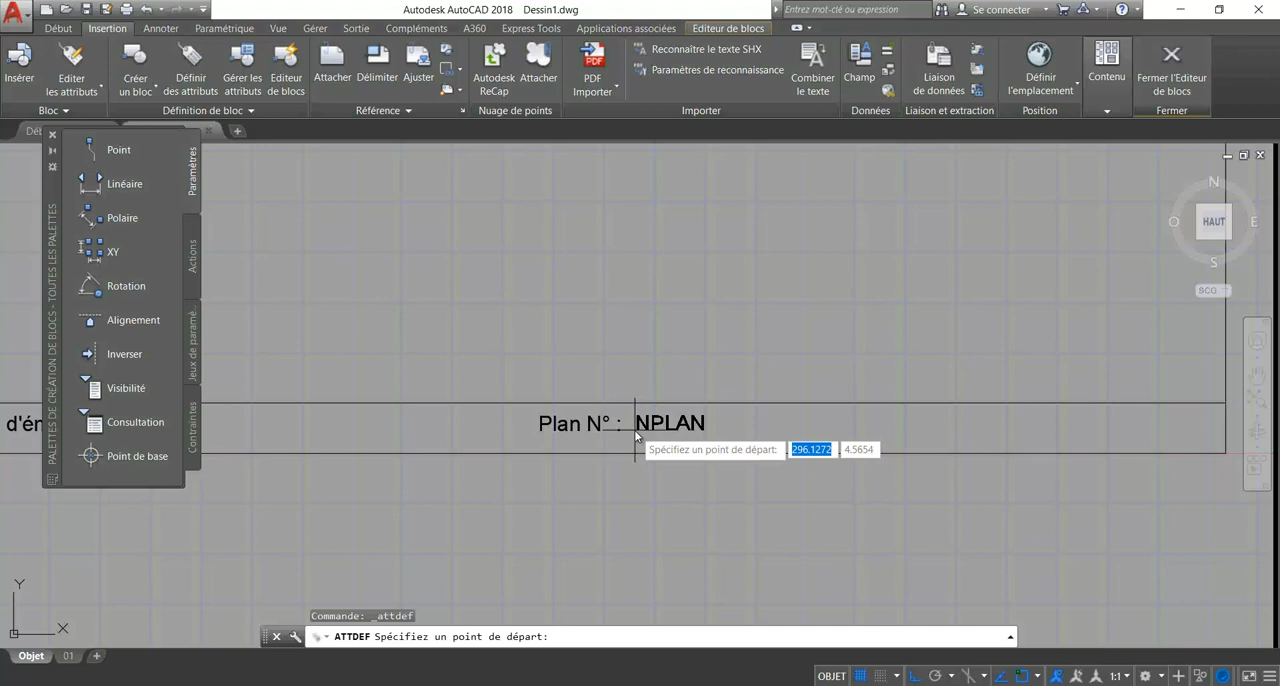 Autodesk AutoCAD 2018 Dessin1.dwg
Entrez mot-clé ou expression
Se connecter
Début Insertion Annoter Paramétrique Vue Gérer Sortie Compléments A360 Express Tools Applications associées Editeur de blocs
Insérer
Editer
les attributs
Créer
un bloc
Définir
des attributs
Gérer les
attributs
Editeur
de blocs
Attacher
Délimiter
Ajuster
Autodesk
ReCap
Attacher
PDF
PDF
Importer
Reconnaître le texte SHX
Paramètres de reconnaissance
Combiner
le texte
Champ
Liaison
de données
Définir
l'emplacement
Contenu
Fermer l'Editeur
de blocs
Bloc
Définition de bloc
Référence
Nuage de points
Importer
Données
Liaison et extraction
Position
Fermer
PALETTES DE CRÉATION DE BLOCS - TOUTES LES PALETTES
Point
Linéaire
Polaire
XY
Rotation
Alignement
Inverser
Visibilité
Consultation
Point de base
Paramètres
Actions
Jeux de paramè..
Contraintes
N
O
HAUT
E
S
SCG
Plan N° : NPLAN
Spécifiez un point de départ: 296.1272 4.5654
Y
X
Commande: _attdef
ATTDEF Spécifiez un point de départ:
Objet 01
OBJET
1:1